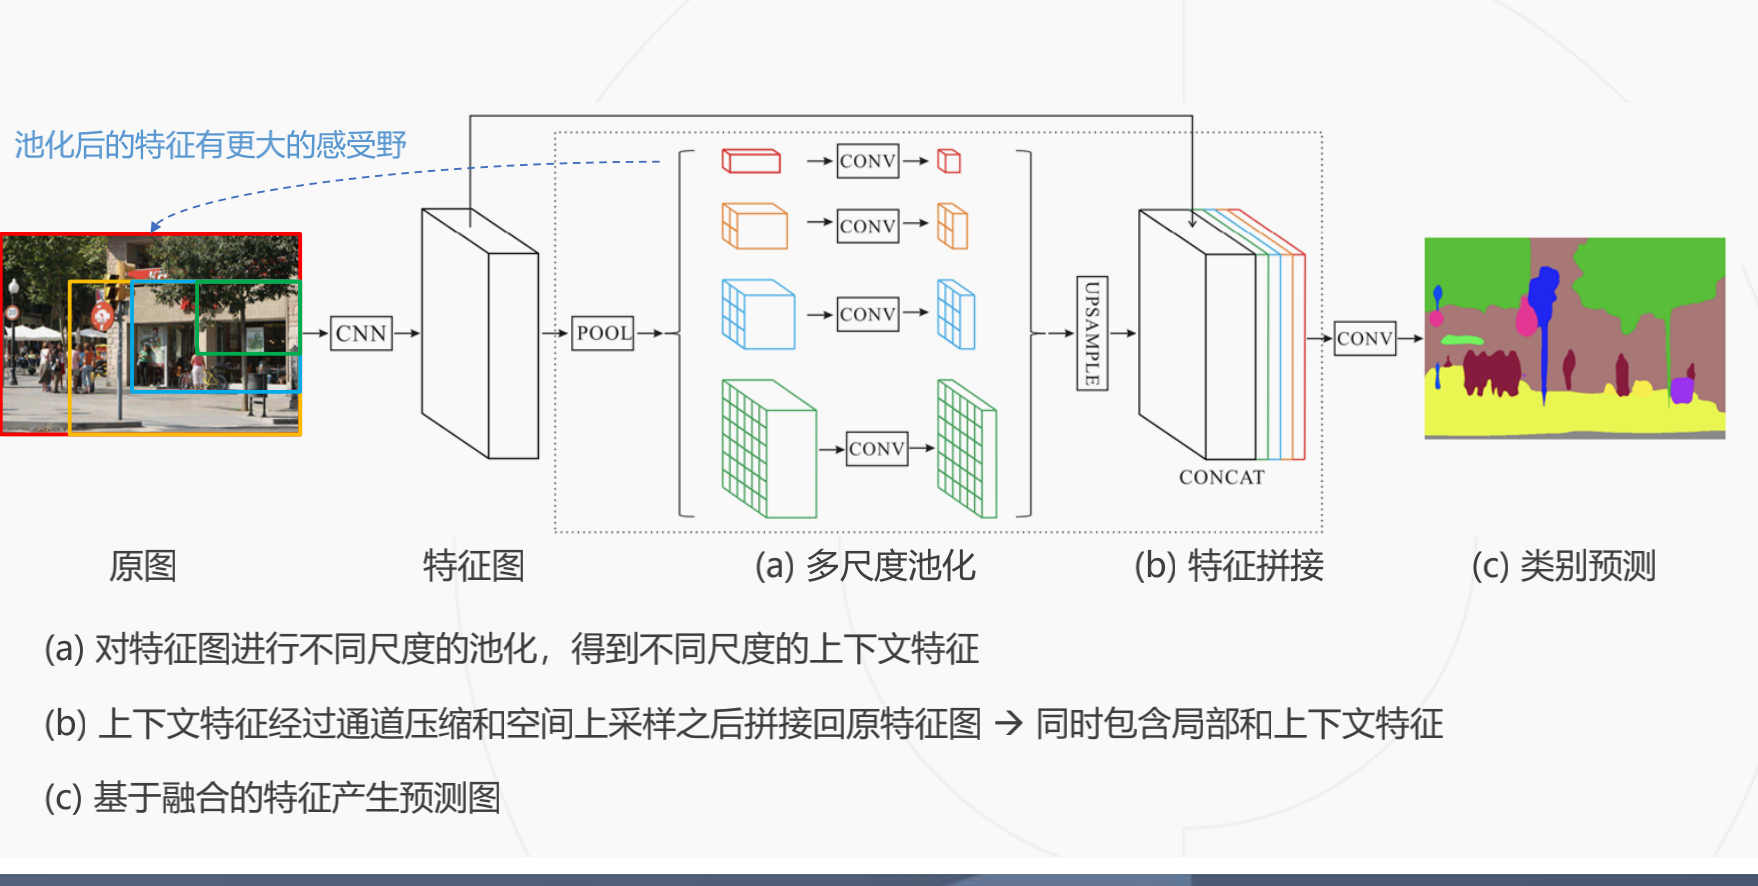 池化后的特征有更大的感受野
CNN
POOL
CONV
CONV
CONV
CONV
UPSAMPLE
CONCAT
CONV
原图
特征图
(a) 多尺度池化
(b) 特征拼接
(c) 类别预测
(a) 对特征图进行不同尺度的池化，得到不同尺度的上下文特征
(b) 上下文特征经过通道压缩和空间上采样之后拼接回原特征图 → 同时包含局部和上下文特征
(c) 基于融合的特征产生预测图